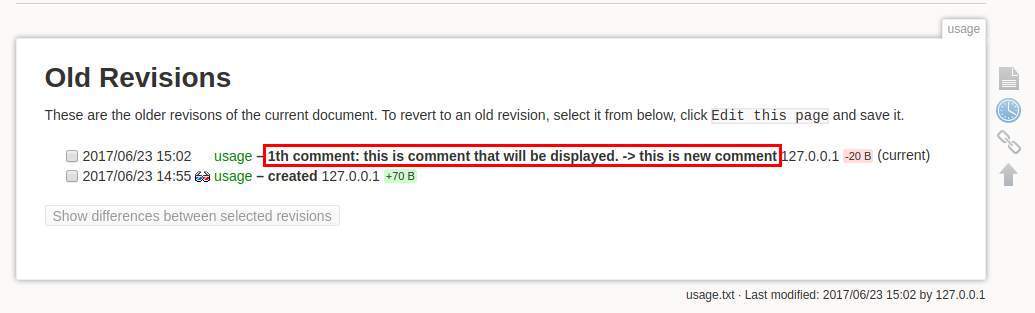 usage
Old Revisions
These are the older revisons of the current document. To revert to an old revision, select it from below, click Edit this page and save it.
2017/06/23 15:02 usage – 1th comment: this is comment that will be displayed. -> this is new comment 127.0.0.1 -20 B (current)
2017/06/23 14:55 usage – created 127.0.0.1 +70 B
Show differences between selected revisions
usage.txt · Last modified: 2017/06/23 15:02 by 127.0.0.1